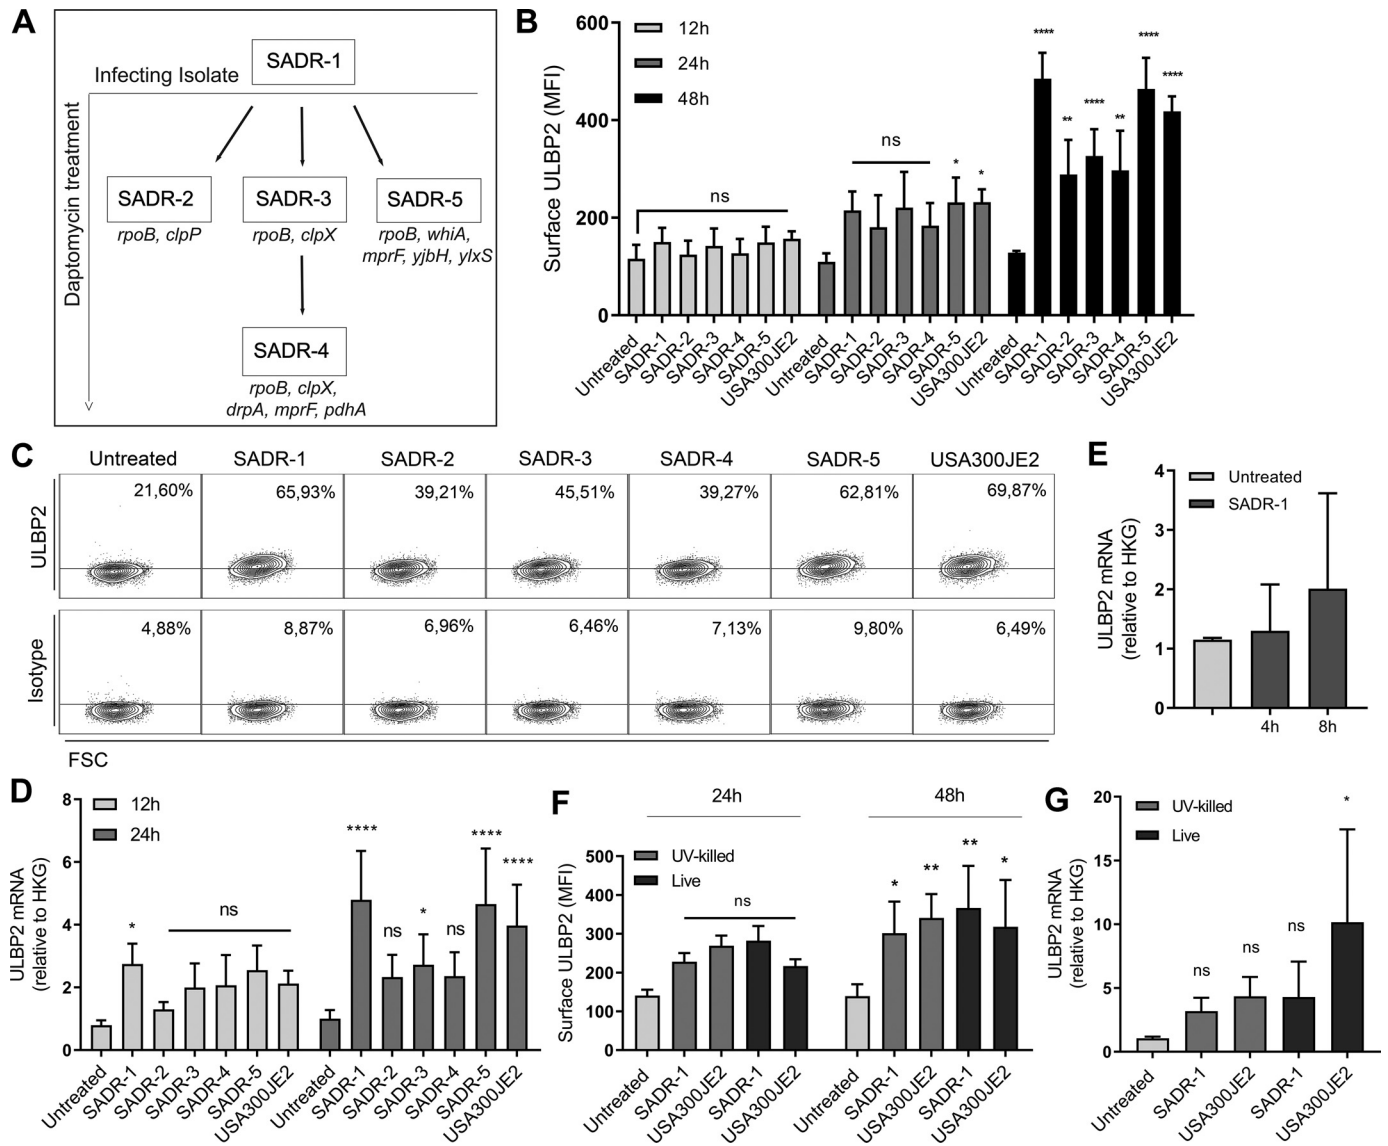 A
SADR-1
Infecting Isolate
Daptomycin treatment
SADR-2
SADR-3
SADR-5
rpoB, clpP
rpoB, clpX
rpoB, whiA,
mprF, yjbH, ylxS
SADR-4
rpoB, clpX,
drpA, mprF, pdhA
B
Surface ULBP2 (MFI)
600
400
200
0
12h
24h
48h
ns
ns
*
*
****
**
****
**
****
****
Untreated
SADR-1
SADR-2
SADR-3
SADR-4
SADR-5
USA300JE2
Untreated
SADR-1
SADR-2
SADR-3
SADR-4
SADR-5
USA300JE2
Untreated
SADR-1
SADR-2
SADR-3
SADR-4
SADR-5
USA300JE2
C
Untreated SADR-1 SADR-2 SADR-3 SADR-4 SADR-5 USA300JE2
ULBP2
21,60% 65,93% 39,21% 45,51% 39,27% 62,81% 69,87%
Isotype
4,88% 8,87% 6,96% 6,46% 7,13% 9,80% 6,49%
FSC
E
ULBP2 mRNA
(relative to HKG)
4
3
2
1
0
Untreated
SADR-1
4h 8h
D
ULBP2 mRNA
(relative to HKG)
8
6
4
2
0
12h
24h
*
ns
****
ns
*
ns
****
****
Untreated
SADR-1
SADR-2
SADR-3
SADR-4
SADR-5
USA300JE2
Untreated
SADR-1
SADR-2
SADR-3
SADR-4
SADR-5
USA300JE2
F
24h 48h
Surface ULBP2 (MFI)
500
400
300
200
100
0
UV-killed
Live
ns
*
**
**
*
Untreated
SADR-1
USA300JE2
SADR-1
USA300JE2
Untreated
SADR-1
USA300JE2
SADR-1
USA300JE2
G
ULBP2 mRNA
(relative to HKG)
20
15
10
5
0
UV-killed
Live
ns
ns
ns
*
Untreated
SADR-1
USA300JE2
SADR-1
USA300JE2